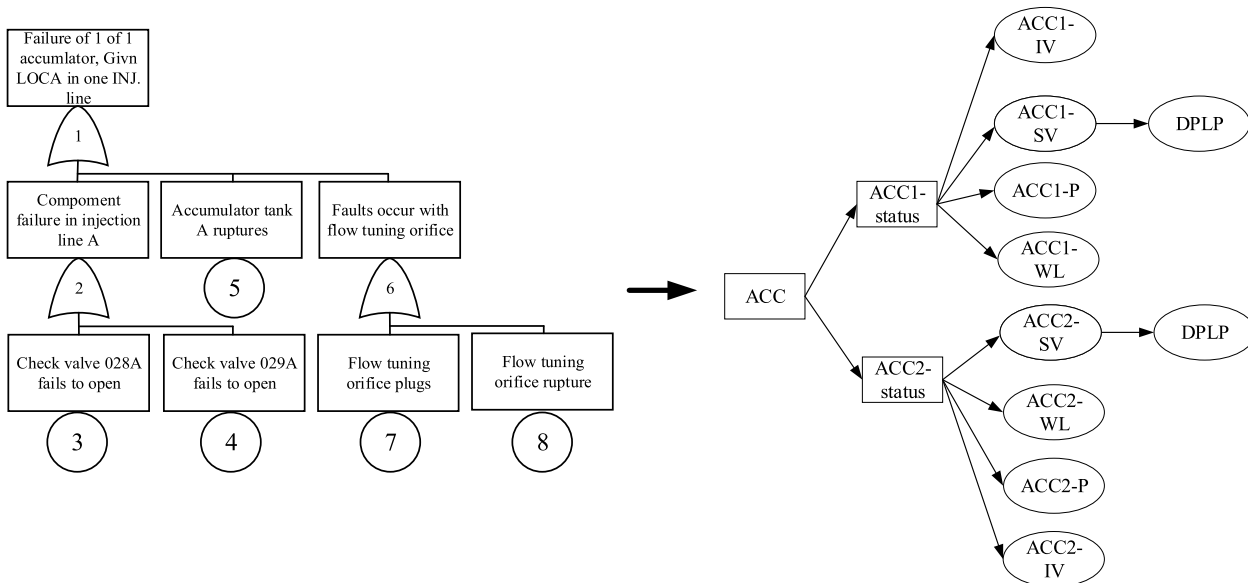 Failure of 1 of 1
accumlator, Givn
LOCA in one INJ.
line
1
Compoment
failure in injection
line A
Accumulator tank
A ruptures
Faults occur with
flow tuning orifice
2
5
6
Check valve 028A
fails to open
Check valve 029A
fails to open
Flow tuning
orifice plugs
Flow tuning
orifice rupture
3
4
7
8
ACC
ACC1-
status
ACC2-
status
ACC1-
IV
ACC1-
SV
DPLP
ACC1-P
ACC1-
WL
ACC2-
SV
DPLP
ACC2-
WL
ACC2-P
ACC2-
IV